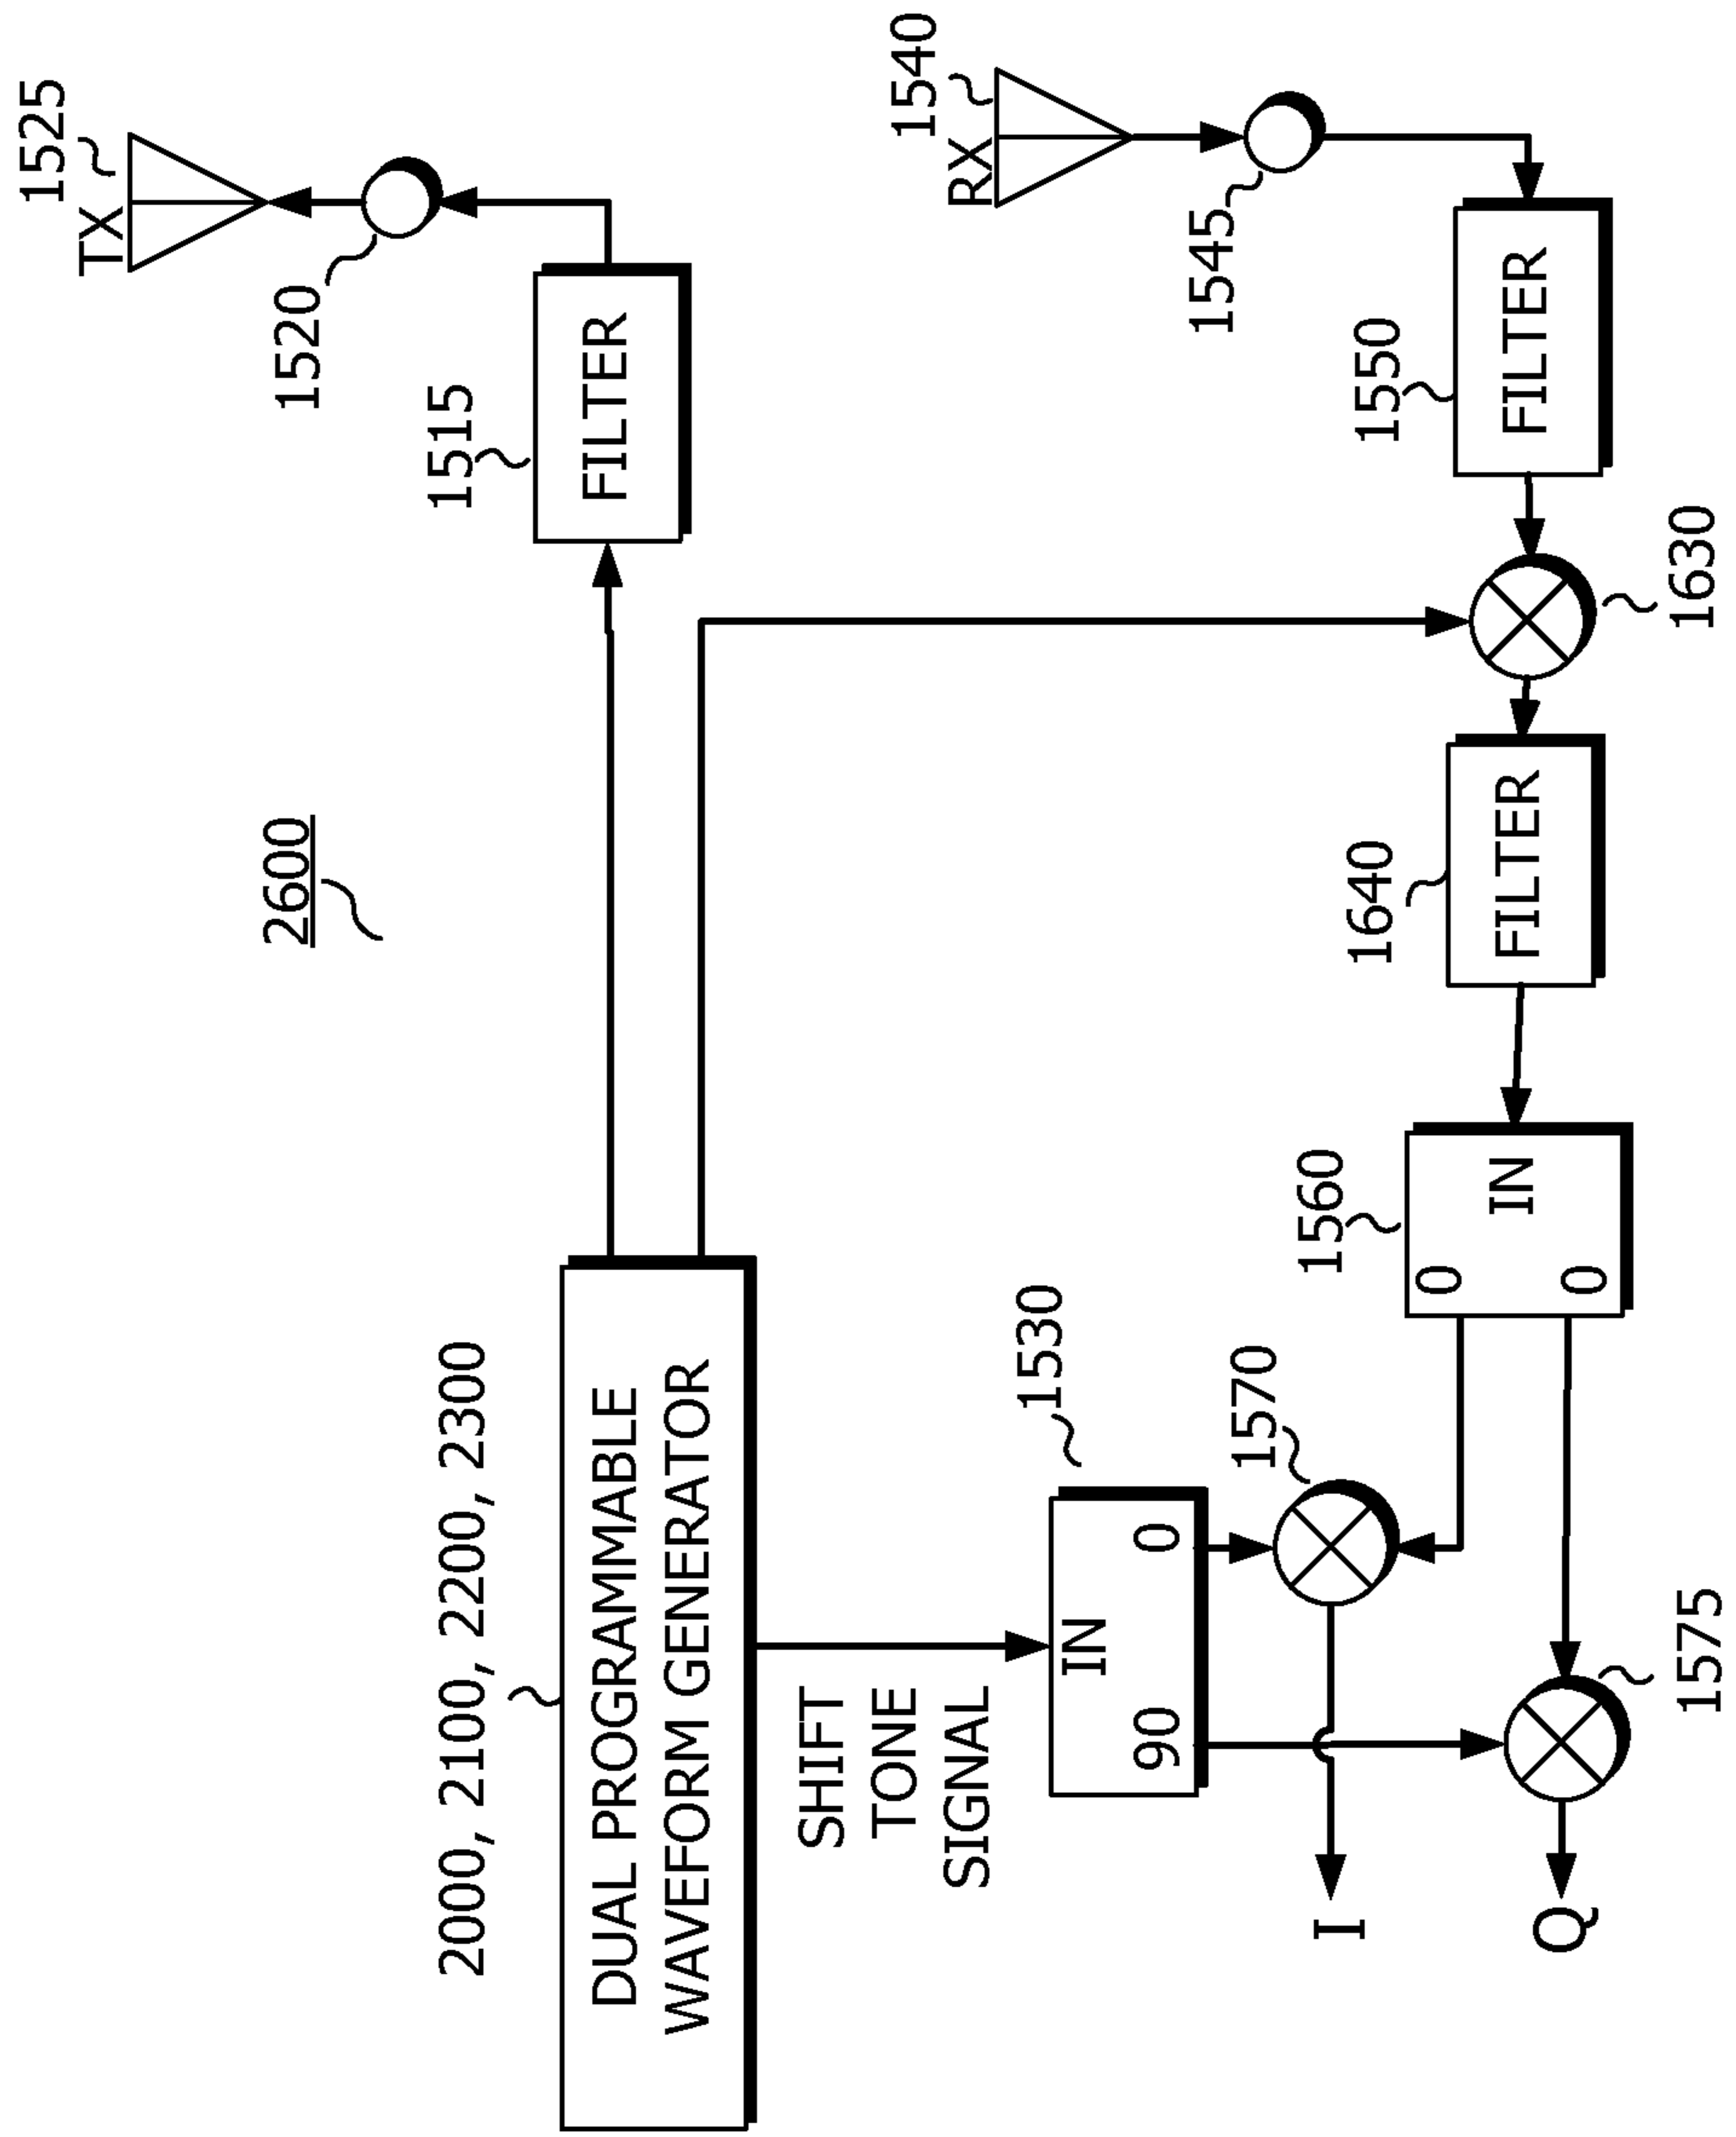 2600
2000, 2100, 2200, 2300
DUAL PROGRAMMABLE
WAVEFORM GENERATOR
1515
FILTER
1520
TX
1525
SHIFT
TONE
SIGNAL
1530
IN
90
0
1570
I
1560
0
IN
0
1640
FILTER
1550
FILTER
1545
RX
1540
1630
1575
Q